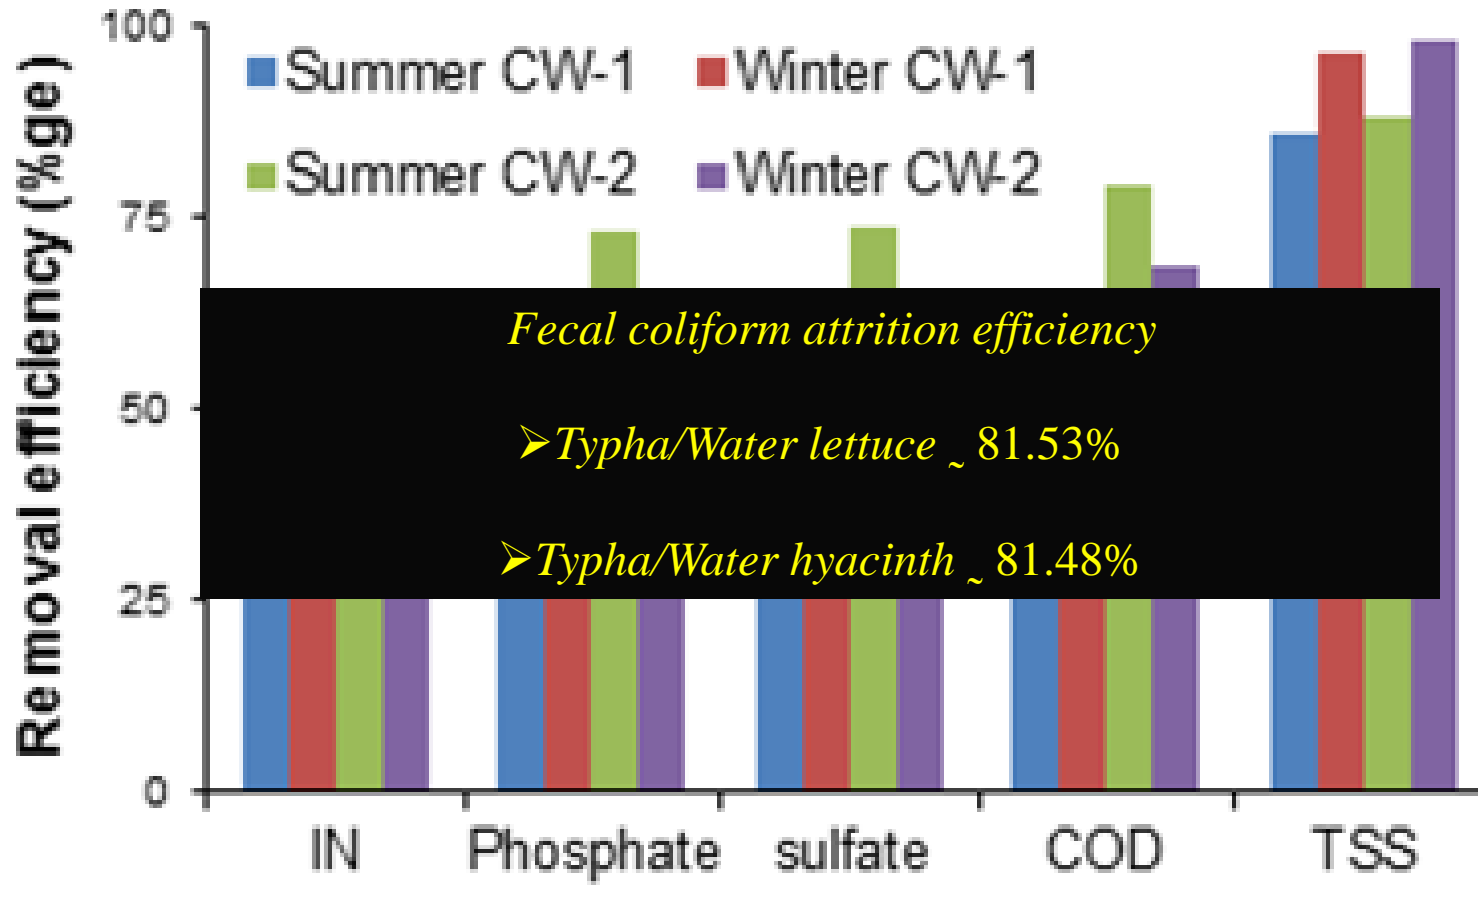 Removal efficiency (%ge)
100
75
50
25
0
Summer CW-1 Winter CW-1
Summer CW-2 Winter CW-2
Fecal coliform attrition efficiency
➢Typha/Water lettuce ̰ 81.53%
➢Typha/Water hyacinth ̰ 81.48%
IN Phosphate sulfate COD TSS